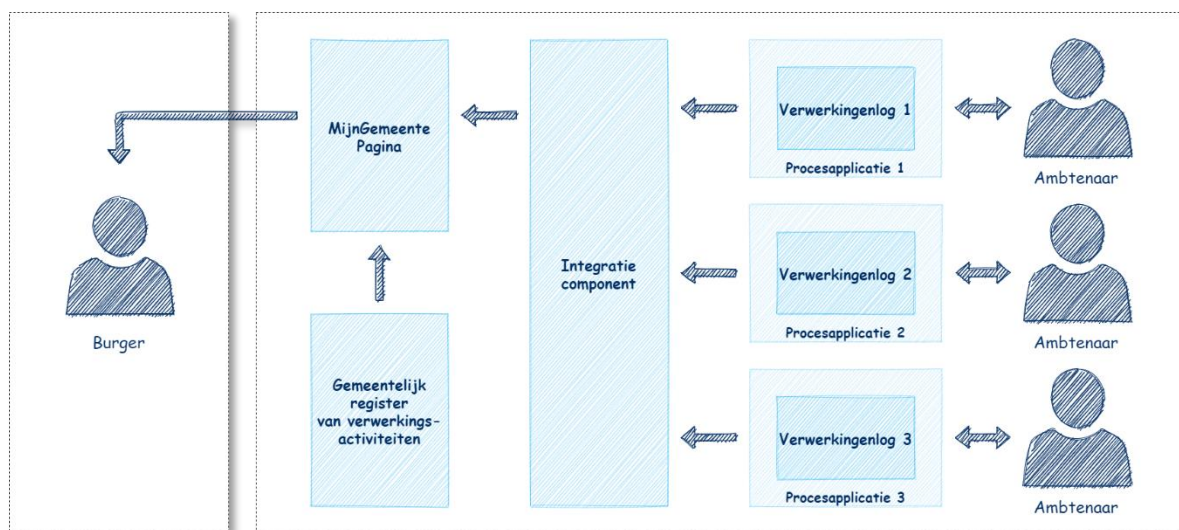 MijnGemeente
Pagina
Burger
Gemeentelijk
register
van verwerkings-
activiteiten
Integratie
component
Verwerkingenlog 1
Procesapplicatie 1
Ambtenaar
Verwerkingenlog 2
Procesapplicatie 2
Ambtenaar
Verwerkingenlog 3
Procesapplicatie 3
Ambtenaar